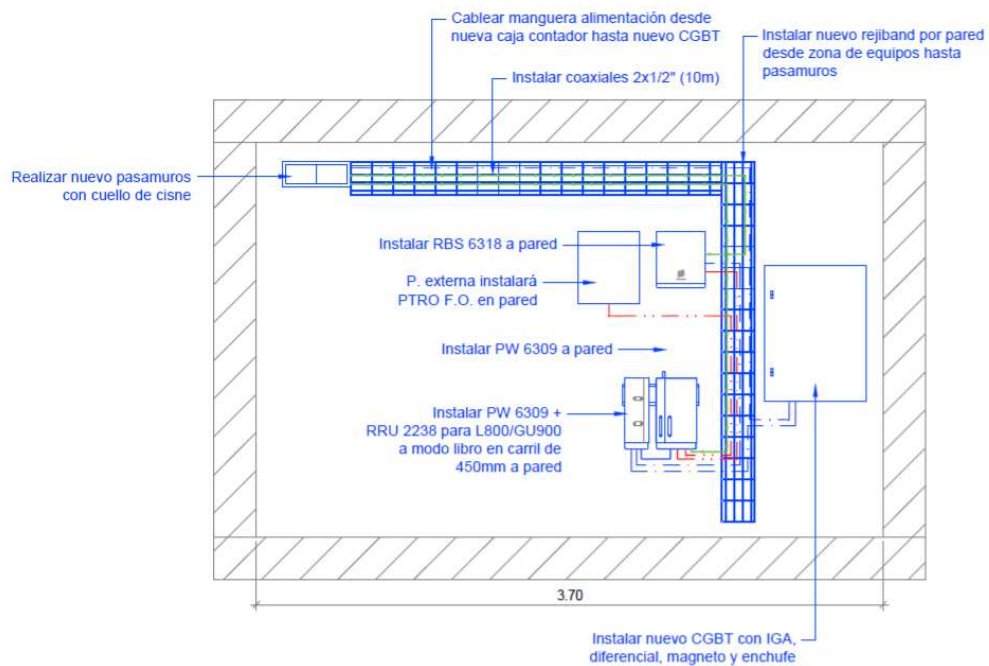 Cablear manguera alimentación desde
nueva caja contador hasta nuevo CGBT
Instalar nuevo rejiband por pared
desde zona de equipos hasta
pasamuros
Instalar coaxiales 2x1/2" (10m)
Realizar nuevo pasamuros
con cuello de cisne
Instalar RBS 6318 a pared
P. externa instalará
PTRO F.O. en pared
Instalar PW 6309 a pared
Instalar PW 6309 +
RRU 2238 para L800/GU900
a modo libro en carril de
450mm a pared
3.70
Instalar nuevo CGBT con IGA,
diferencial, magneto y enchufe